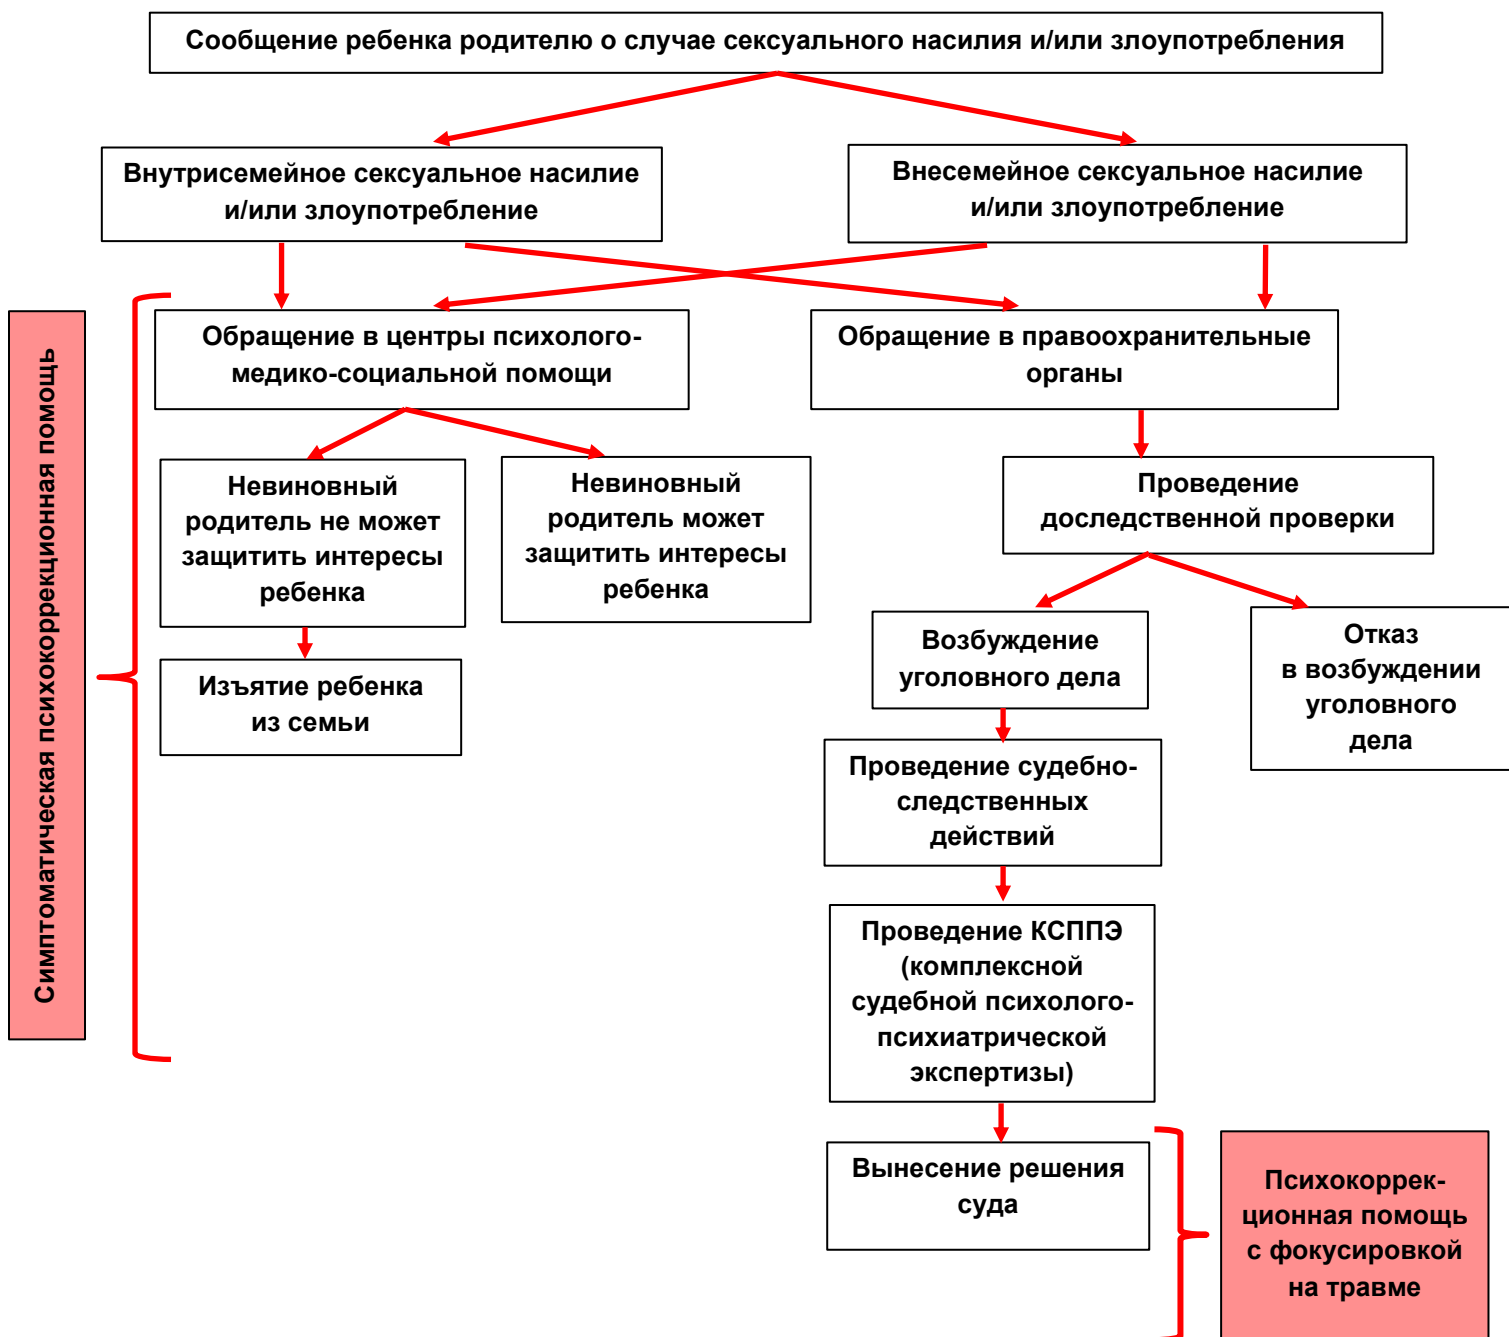 Сообщение ребенка родителю о случае сексуального насилия и/или злоупотребления
Внутрисемейное сексуальное насилие
и/или злоупотребление
Внесемейное сексуальное насилие
и/или злоупотребление
Симптоматическая психокоррекционная помощь
Обращение в центры психолого-
медико-социальной помощи
Обращение в правоохранительные
органы
Невиновный
родитель не может
защитить интересы
ребенка
Невиновный
родитель может
защитить интересы
ребенка
Проведение
доследственной проверки
Изъятие ребенка
из семьи
Возбуждение
уголовного дела
Отказ
в возбуждении
уголовного
дела
Проведение судебно-
следственных
действий
Проведение КСППЭ
(комплексной
судебной психолого-
психиатрической
экспертизы)
Вынесение решения
суда
Психокоррек-
ционная помощь
с фокусировкой
на травме